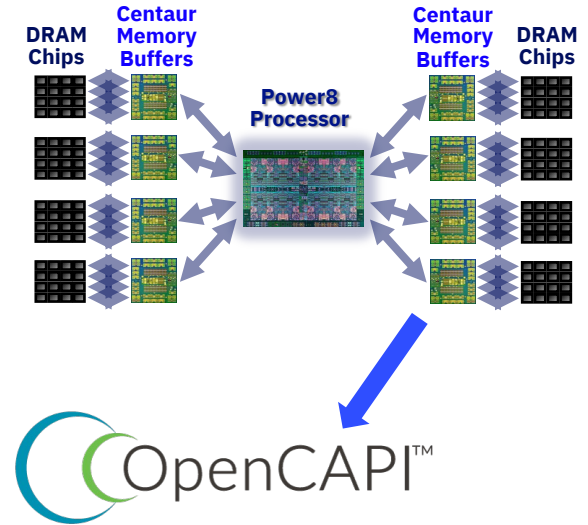 DRAM
Chips
Centaur
Memory
Buffers
Power8
Processor
Centaur
Memory
Buffers
DRAM
Chips
OpenCAPI™